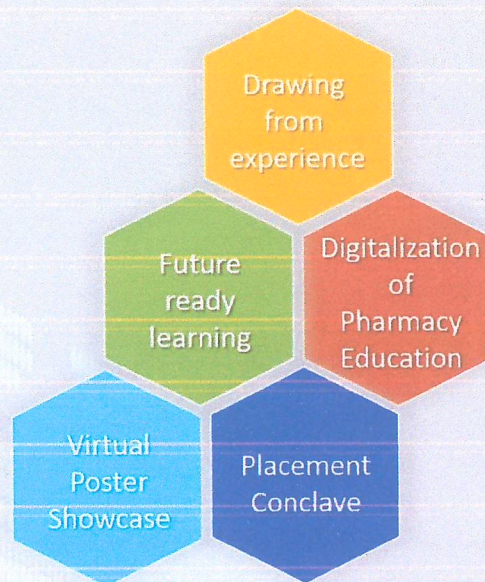 Drawing
from
experience
Future
ready
learning
Digitalization
of
Pharmacy
Education
Virtual
Poster
Showcase
Placement
Conclave